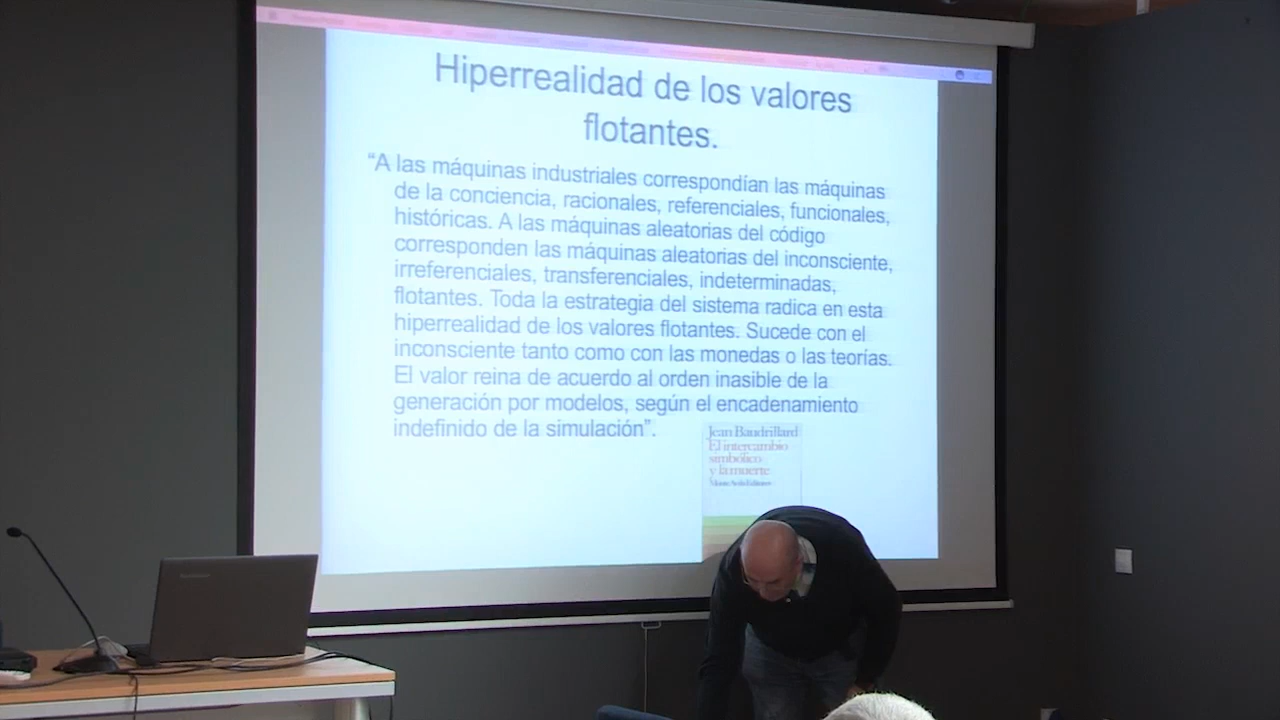 Hiperrealidad de los valores
flotantes.
“A las máquinas industriales correspondían las máquinas
de la conciencia, racionales, referenciales, funcionales,
históricas. A las máquinas aleatorias del código
corresponden las máquinas aleatorias del inconsciente,
irreferenciales, transferenciales, indeterminadas,
flotantes. Toda la estrategia del sistema radica en esta
hiperrealidad de los valores flotantes. Sucede con el
inconsciente tanto como con las monedas o las teorías.
El valor reina de acuerdo al orden inasible de la
generación por modelos, según el encadenamiento
indefinido de la simulación”.
Jean Baudrillard
El intercambio
simbólico
y la muerte